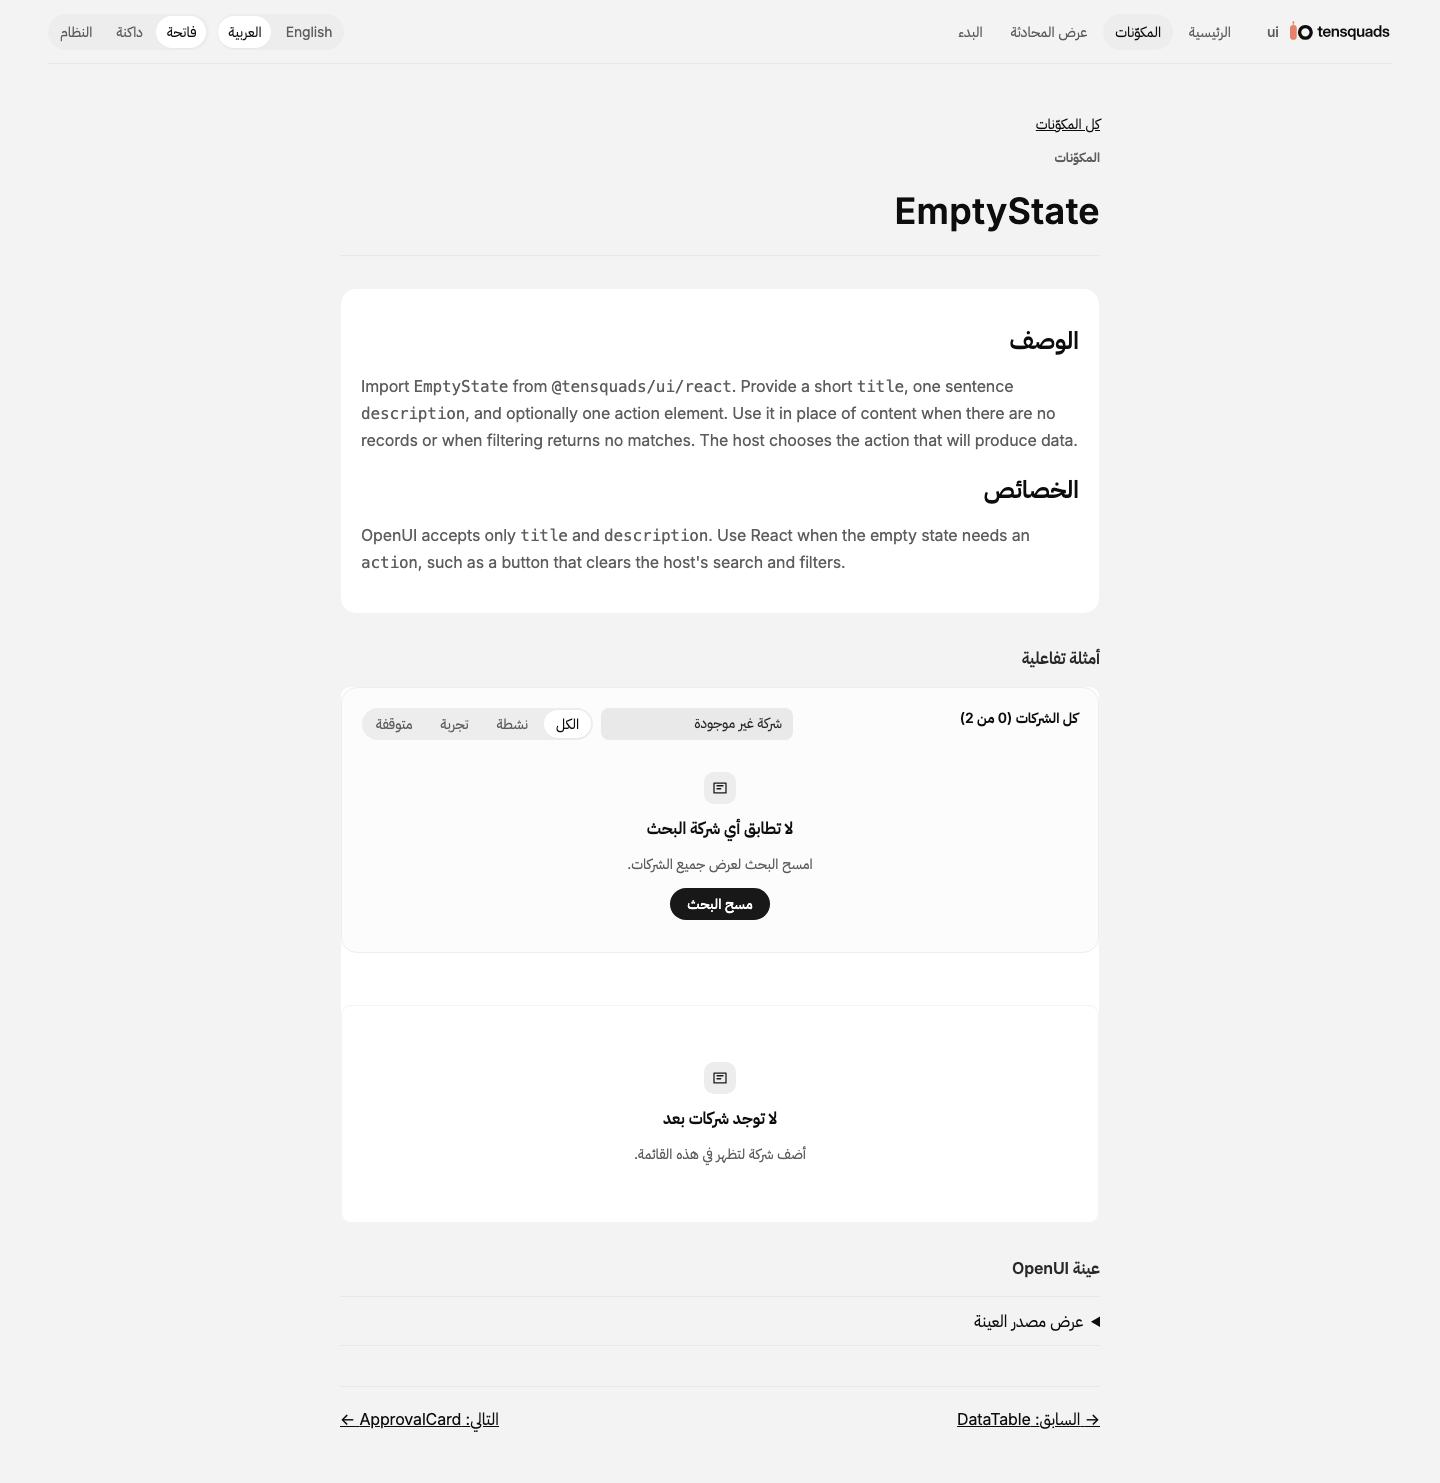 tensquads ui
الرئيسية
المكوّنات
عرض المحادثة
البدء
English
العربية
فاتحة
داكنة
النظام
كل المكوّنات
المكوّنات
EmptyState
الوصف
Import EmptyState from @tensquads/ui/react. Provide a short title, one sentence
description, and optionally one action element. Use it in place of content when there are no
records or when filtering returns no matches. The host chooses the action that will produce data.
الخصائص
OpenUI accepts only title and description. Use React when the empty state needs an
action, such as a button that clears the host's search and filters.
أمثلة تفاعلية
كل الشركات (0 من 2)
شركة غير موجودة
الكل
نشطة
تجربة
متوقفة
لا تطابق أي شركة البحث
امسح البحث لعرض جميع الشركات.
مسح البحث
لا توجد شركات بعد
أضف شركة لتظهر في هذه القائمة.
عينة OpenUI
عرض مصدر العينة
→ السابق: DataTable
التالي: ApprovalCard ←